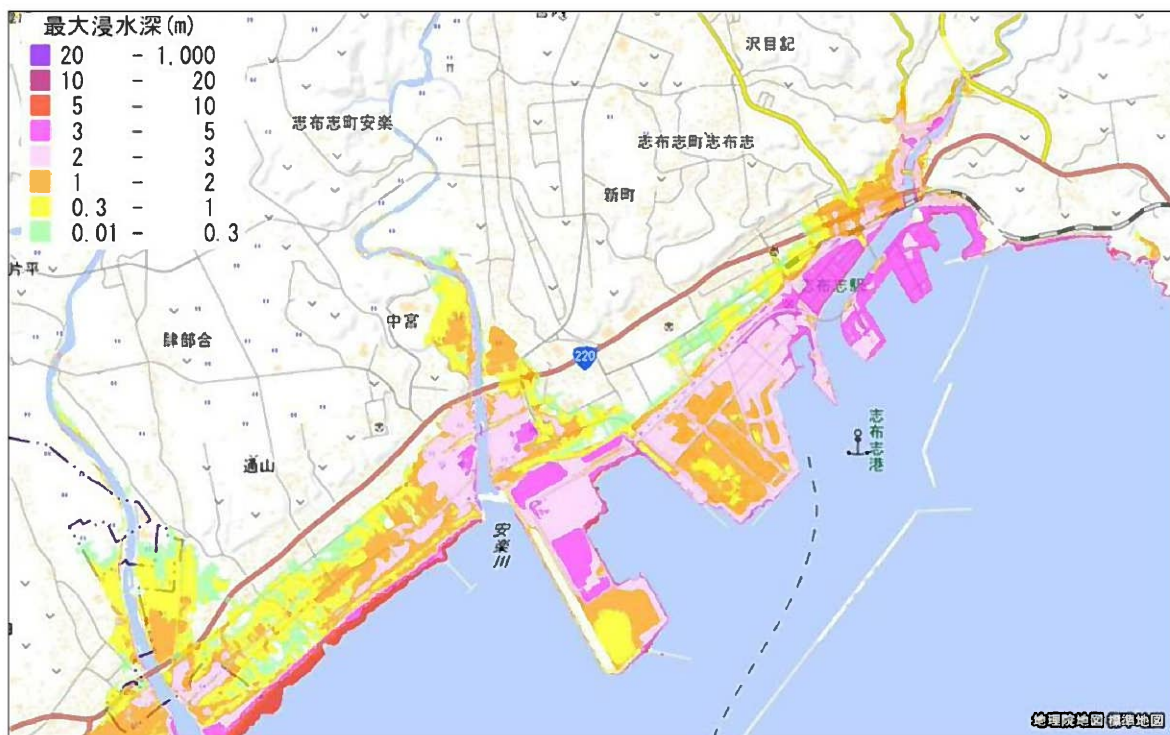 最大浸水深(m)
20 - 1,000
10 - 20
5 - 10
3 - 5
2 - 3
1 - 2
0.3 - 1
0.01 - 0.3
沢目記
志布志町安楽
志布志町志布志
新町
片平
志布志駅
中宮
肆部合
220
志布志港
通山
安楽川
地理院地図 標準地図